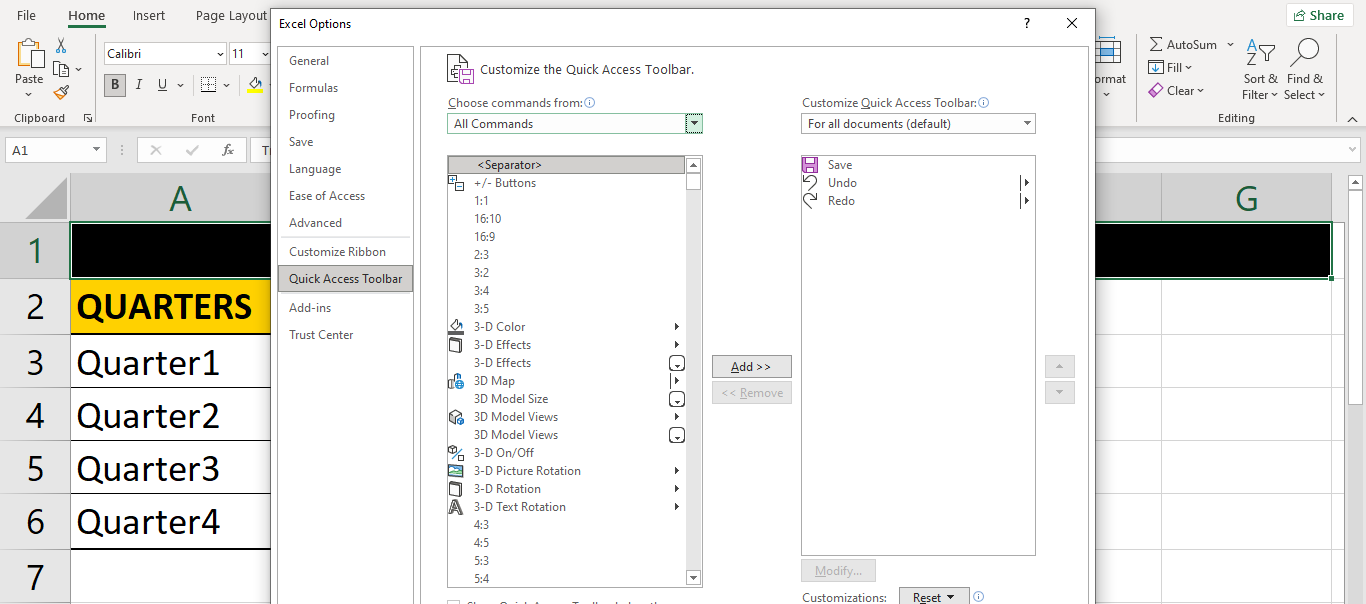 File
Home
Insert
Page Layout
Share
Paste
Clipboard
Calibri
11
B
I
U
Font
ormat
AutoSum
Fill
Clear
Sort &
Filter
Find &
Select
Editing
A1
fx
A
G
1
2
3
4
5
6
7
QUARTERS
Quarter1
Quarter2
Quarter3
Quarter4
Excel Options
?
General
Formulas
Proofing
Save
Language
Ease of Access
Advanced
Customize Ribbon
Quick Access Toolbar
Add-ins
Trust Center
Customize the Quick Access Toolbar.
Choose commands from:
All Commands
<Separator>
+/- Buttons
1:1
16:10
16:9
2:3
3:2
3:4
3:5
3-D Color
3-D Effects
3-D Effects
3D Map
3D Model Size
3D Model Views
3D Model Views
3-D On/Off
3-D Picture Rotation
3-D Rotation
3-D Text Rotation
4:3
4:5
5:3
5:4
Add >>
<< Remove
Customize Quick Access Toolbar:
For all documents (default)
Save
Undo
Redo
Modify...
Customizations:
Reset